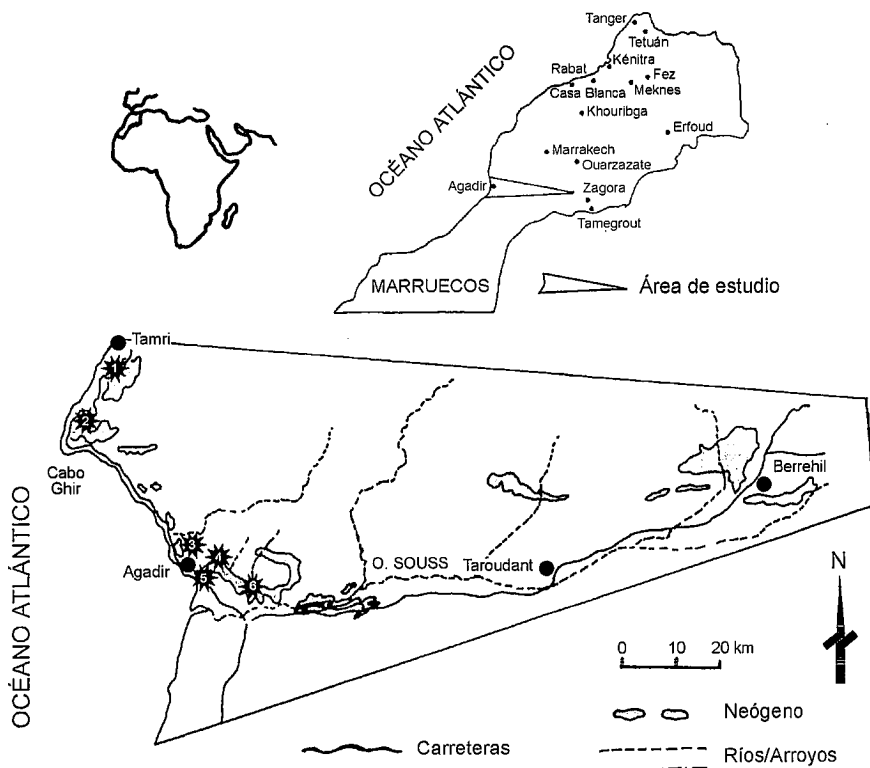 Tanger
Tetuán
Kénitra
Rabat
Fez
Casa Blanca
Meknes
Khouribga
Erfoud
Marrakech
Ouarzazate
Agadir
Zagora
Tamegrout
OCÉANO ATLÁNTICO
MARRUECOS
Área de estudio
Tamri
1
2
Cabo
Ghir
Berrehil
3
4
Agadir
5
6
O. SOUSS
Taroudant
OCÉANO ATLÁNTICO
N
0 10 20 km
Neógeno
Carreteras
Ríos/Arroyos